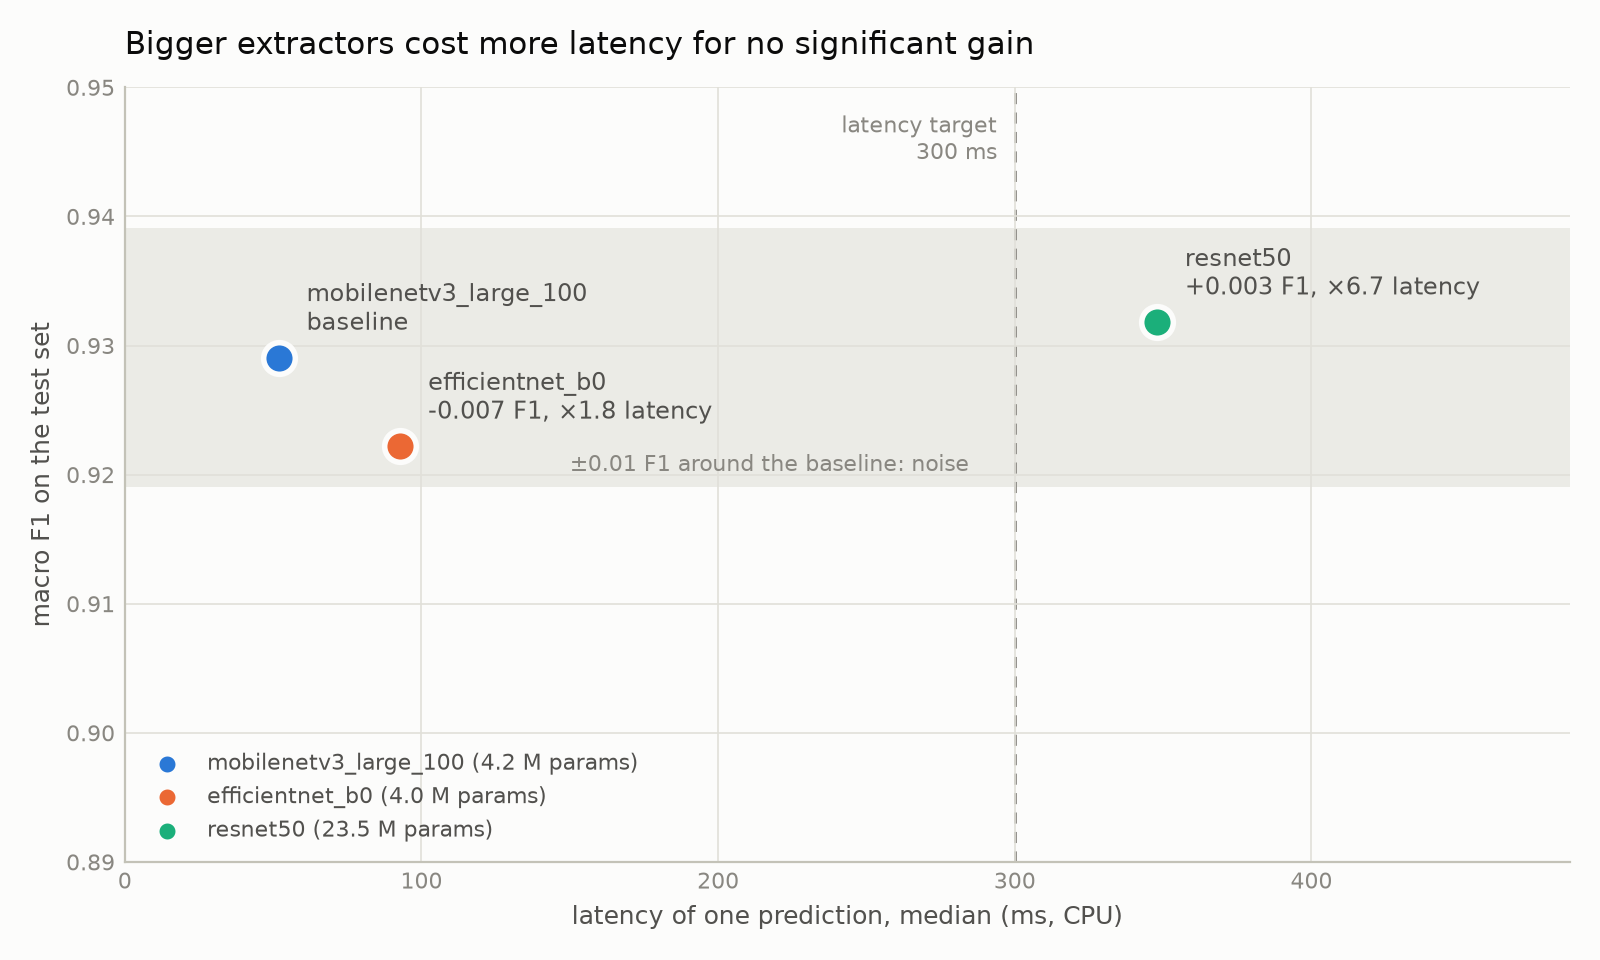 Bigger extractors cost more latency for no significant gain
0.95
latency target
300 ms
0.94
resnet50
+0.003 F1, ×6.7 latency
mobilenetv3_large_100
baseline
0.93
efficientnet_b0
-0.007 F1, ×1.8 latency
±0.01 F1 around the baseline: noise
0.92
macro F1 on the test set
0.91
0.90
mobilenetv3_large_100 (4.2 M params)
efficientnet_b0 (4.0 M params)
resnet50 (23.5 M params)
0.89
0 100 200 300 400
latency of one prediction, median (ms, CPU)